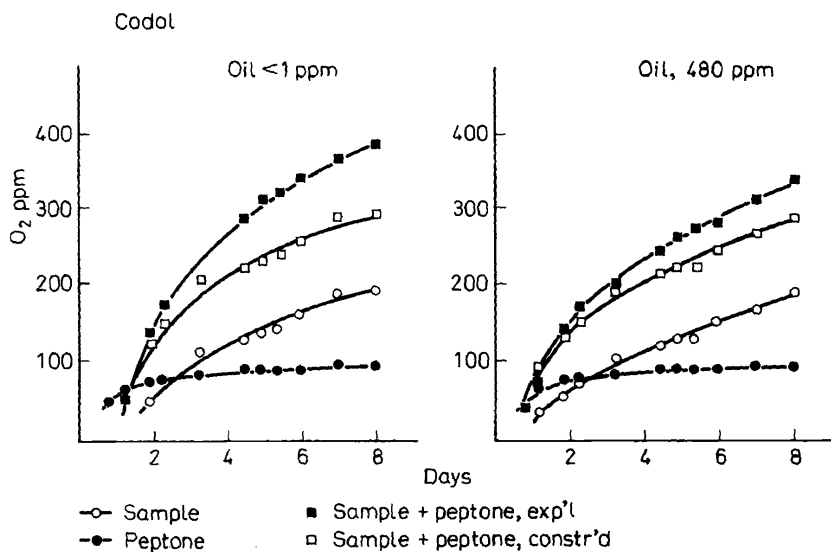 Codol
Oil <1 ppm
Oil, 480 ppm
O₂ ppm
400
300
200
100
2
4
6
8
400
300
200
100
2
4
6
8
Days
Sample
Peptone
Sample + peptone, exp'l
Sample + peptone, constr'd